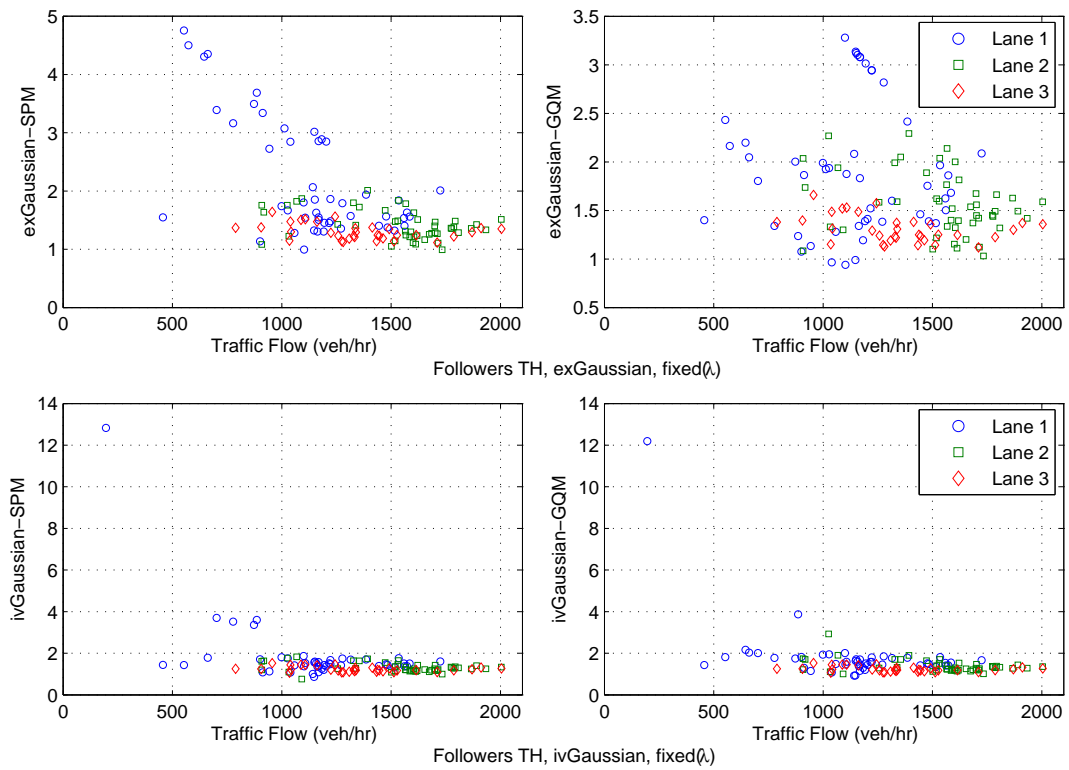 5
4
3
2
1
0
exGaussian−SPM
0 500 1000 1500 2000
Traffic Flow (veh/hr)
3.5
3
2.5
2
1.5
1
0.5
exGaussian−GQM
0 500 1000 1500 2000
Traffic Flow (veh/hr)
Lane 1
Lane 2
Lane 3
Followers TH, exGaussian, fixed(λ)
14
12
10
8
6
4
2
0
ivGaussian−SPM
0 500 1000 1500 2000
Traffic Flow (veh/hr)
14
12
10
8
6
4
2
0
ivGaussian−GQM
0 500 1000 1500 2000
Traffic Flow (veh/hr)
Lane 1
Lane 2
Lane 3
Followers TH, ivGaussian, fixed(λ)